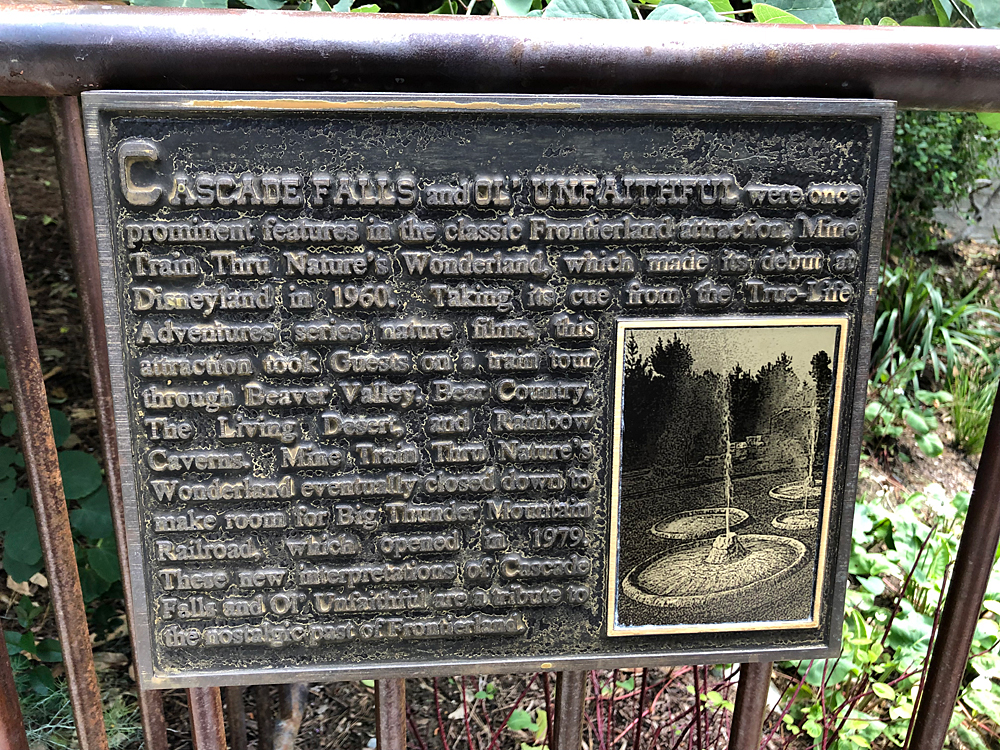 CASCADE FALLS and OL' UNFAITHFUL were once
prominent features in the classic Frontierland attraction, Mine
Train Thru Nature's Wonderland, which made its debut at
Disneyland in 1960. Taking its cue from the True-Life
Adventures series nature films, this
attraction took Guests on a train tour
through Beaver Valley, Bear Country,
The Living Desert, and Rainbow
Caverns. Mine Train Thru Nature's
Wonderland eventually closed down to
make room for Big Thunder Mountain
Railroad, which opened in 1979.
These new interpretations of Cascade
Falls and Ol' Unfaithful are a tribute to
the nostalgic past of Frontierland.